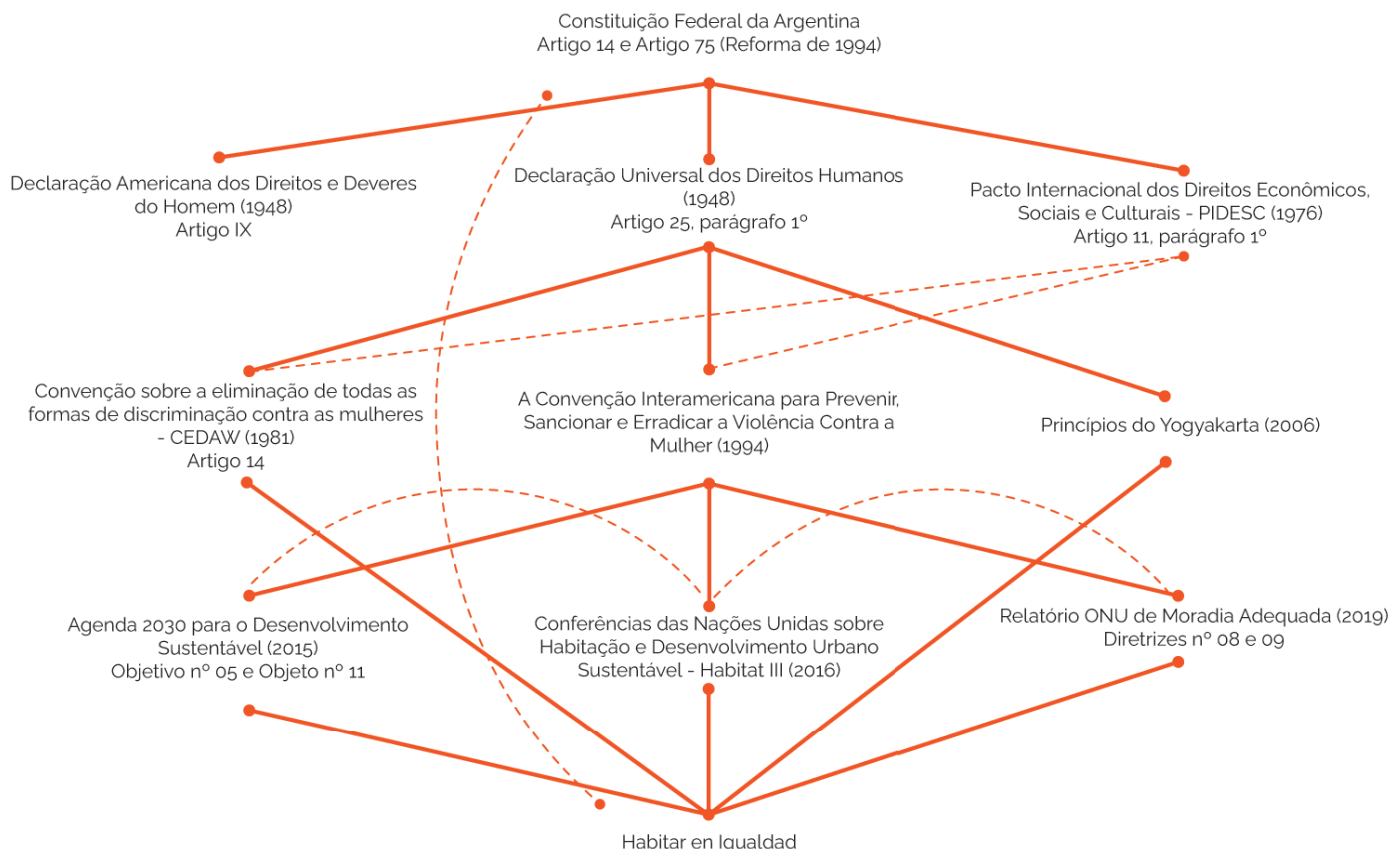 Constituição Federal da Argentina
Artigo 14 e Artigo 75 (Reforma de 1994)
Declaração Americana dos Direitos e Deveres
do Homem (1948)
Artigo IX
Declaração Universal dos Direitos Humanos
(1948)
Artigo 25, parágrafo 1º
Pacto Internacional dos Direitos Econômicos,
Sociais e Culturais - PIDESC (1976)
Artigo 11, parágrafo 1º
Convenção sobre a eliminação de todas as
formas de discriminação contra as mulheres
- CEDAW (1981)
Artigo 14
A Convenção Interamericana para Prevenir,
Sancionar e Erradicar a Violência Contra a
Mulher (1994)
Princípios do Yogyakarta (2006)
Agenda 2030 para o Desenvolvimento
Sustentável (2015)
Objetivo nº 05 e Objeto nº 11
Conferências das Nações Unidas sobre
Habitação e Desenvolvimento Urbano
Sustentável - Habitat III (2016)
Relatório ONU de Moradia Adequada (2019)
Diretrizes nº 08 e 09
Habitar en Igualdad